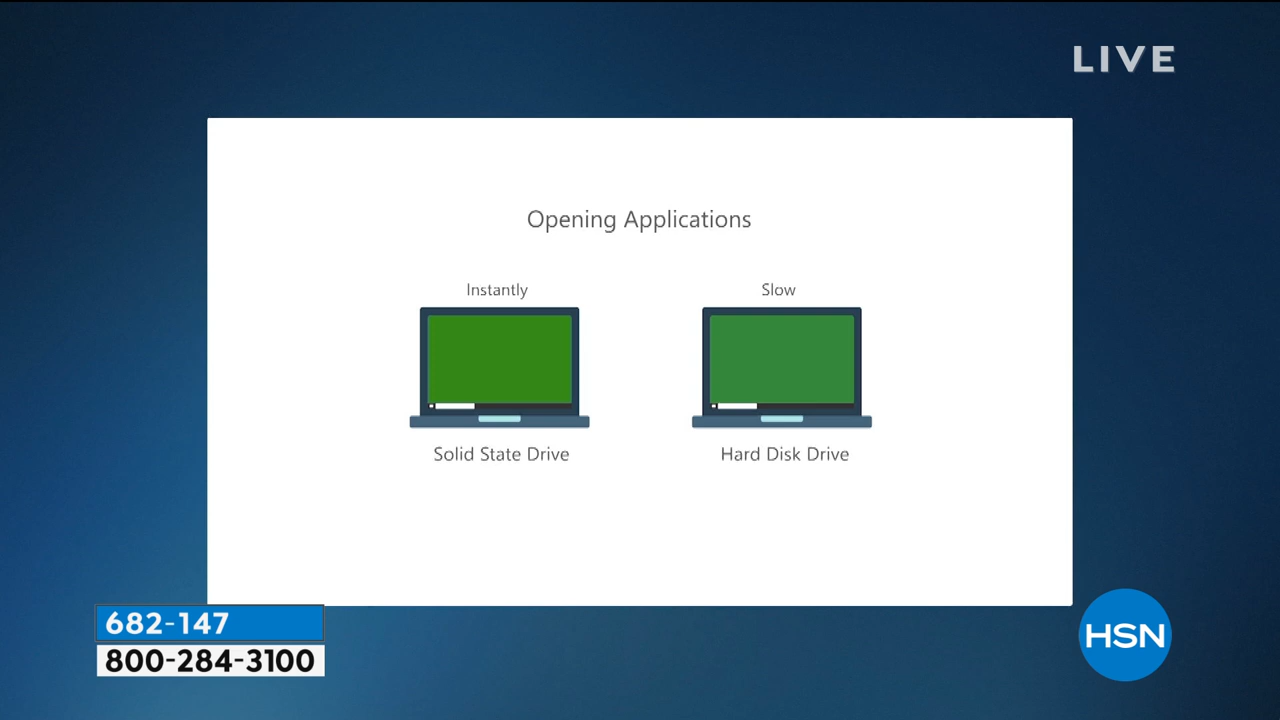 LIVE
Opening Applications
Instantly
Slow
Solid State Drive
Hard Disk Drive
682-147
800-284-3100
HSN